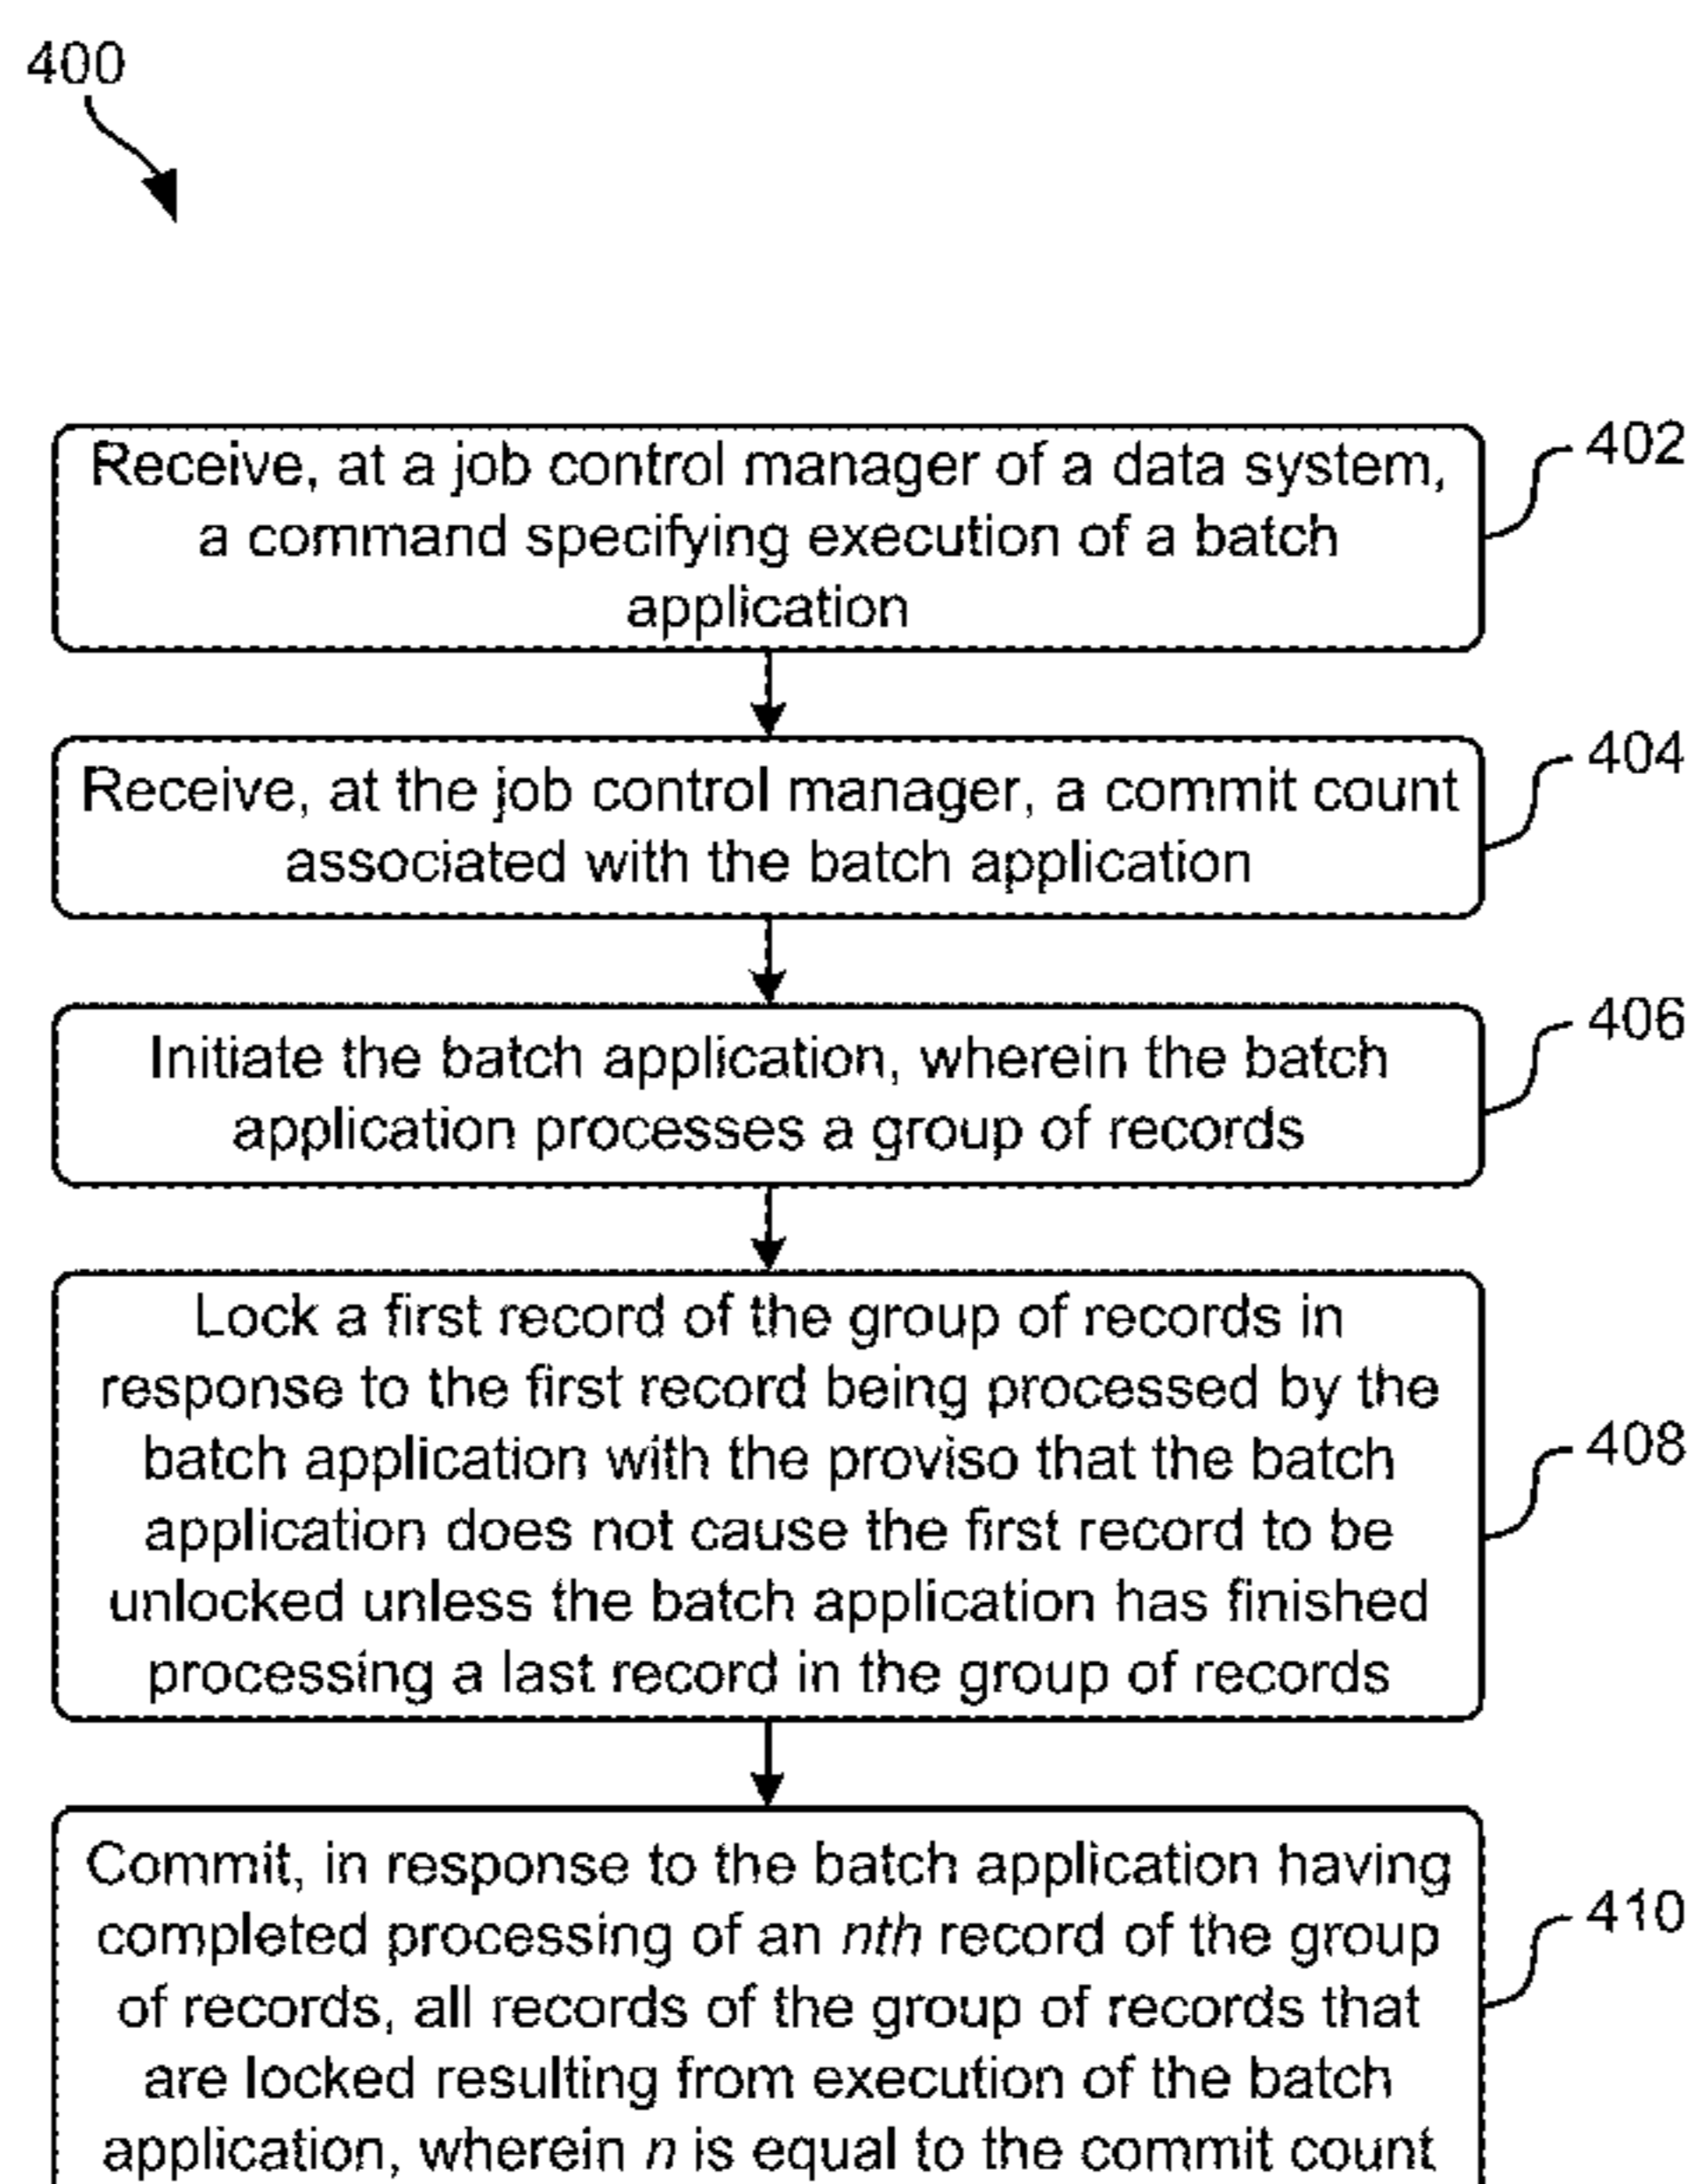 400
Receive, at a job control manager of a data system,
a command specifying execution of a batch
application
402
Receive, at the job control manager, a commit count
associated with the batch application
404
Initiate the batch application, wherein the batch
application processes a group of records
406
Lock a first record of the group of records in
response to the first record being processed by the
batch application with the proviso that the batch
application does not cause the first record to be
unlocked unless the batch application has finished
processing a last record in the group of records
408
Commit, in response to the batch application having
completed processing of an nth record of the group
of records, all records of the group of records that
are locked resulting from execution of the batch
application, wherein n is equal to the commit count
410